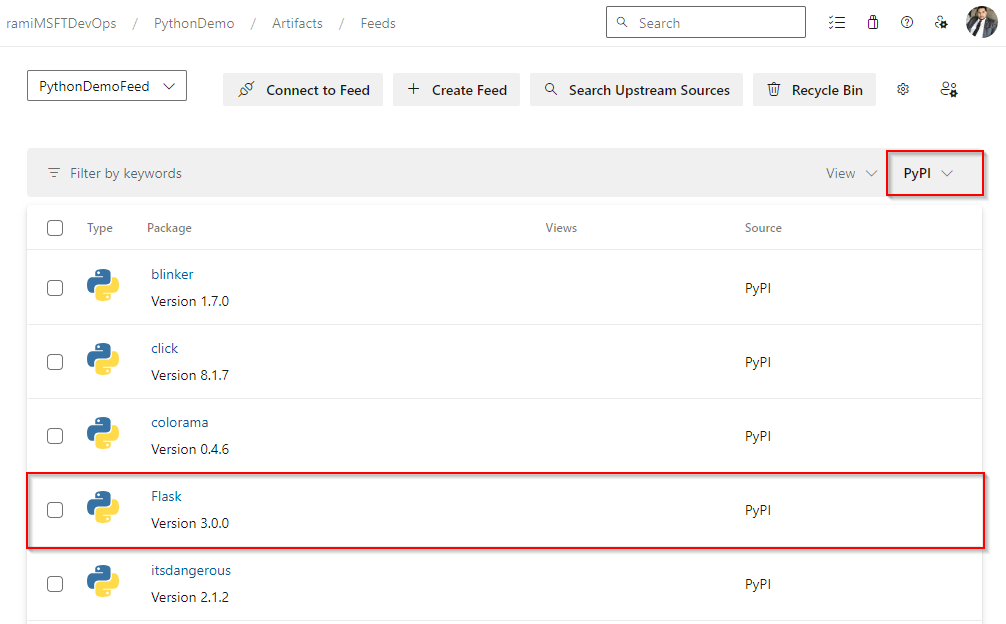 ramiMSFTDevOps / PythonDemo / Artifacts / Feeds Search
PythonDemoFeed Connect to Feed Create Feed Search Upstream Sources Recycle Bin
Filter by keywords View PyPI
Type Package Views Source
blinker
Version 1.7.0
PyPI
click
Version 8.1.7
PyPI
colorama
Version 0.4.6
PyPI
Flask
Version 3.0.0
PyPI
itsdangerous
Version 2.1.2
PyPI